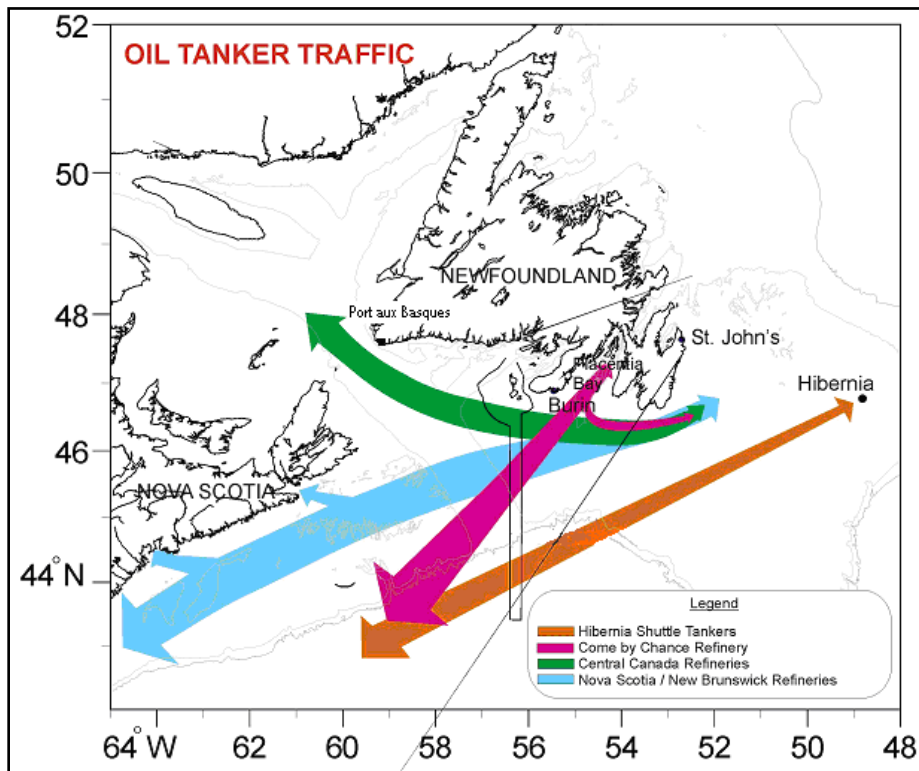 52
OIL TANKER TRAFFIC
50
NEWFOUNDLAND
48
Port aux Basques
St. John's
Placentia
Bay
Hibernia
Burin
46
NOVA SCOTIA
44° N
Legend
Hibernia Shuttle Tankers
Come by Chance Refinery
Central Canada Refineries
Nova Scotia / New Brunswick Refineries
64° W 62 60 58 56 54 52 50 48